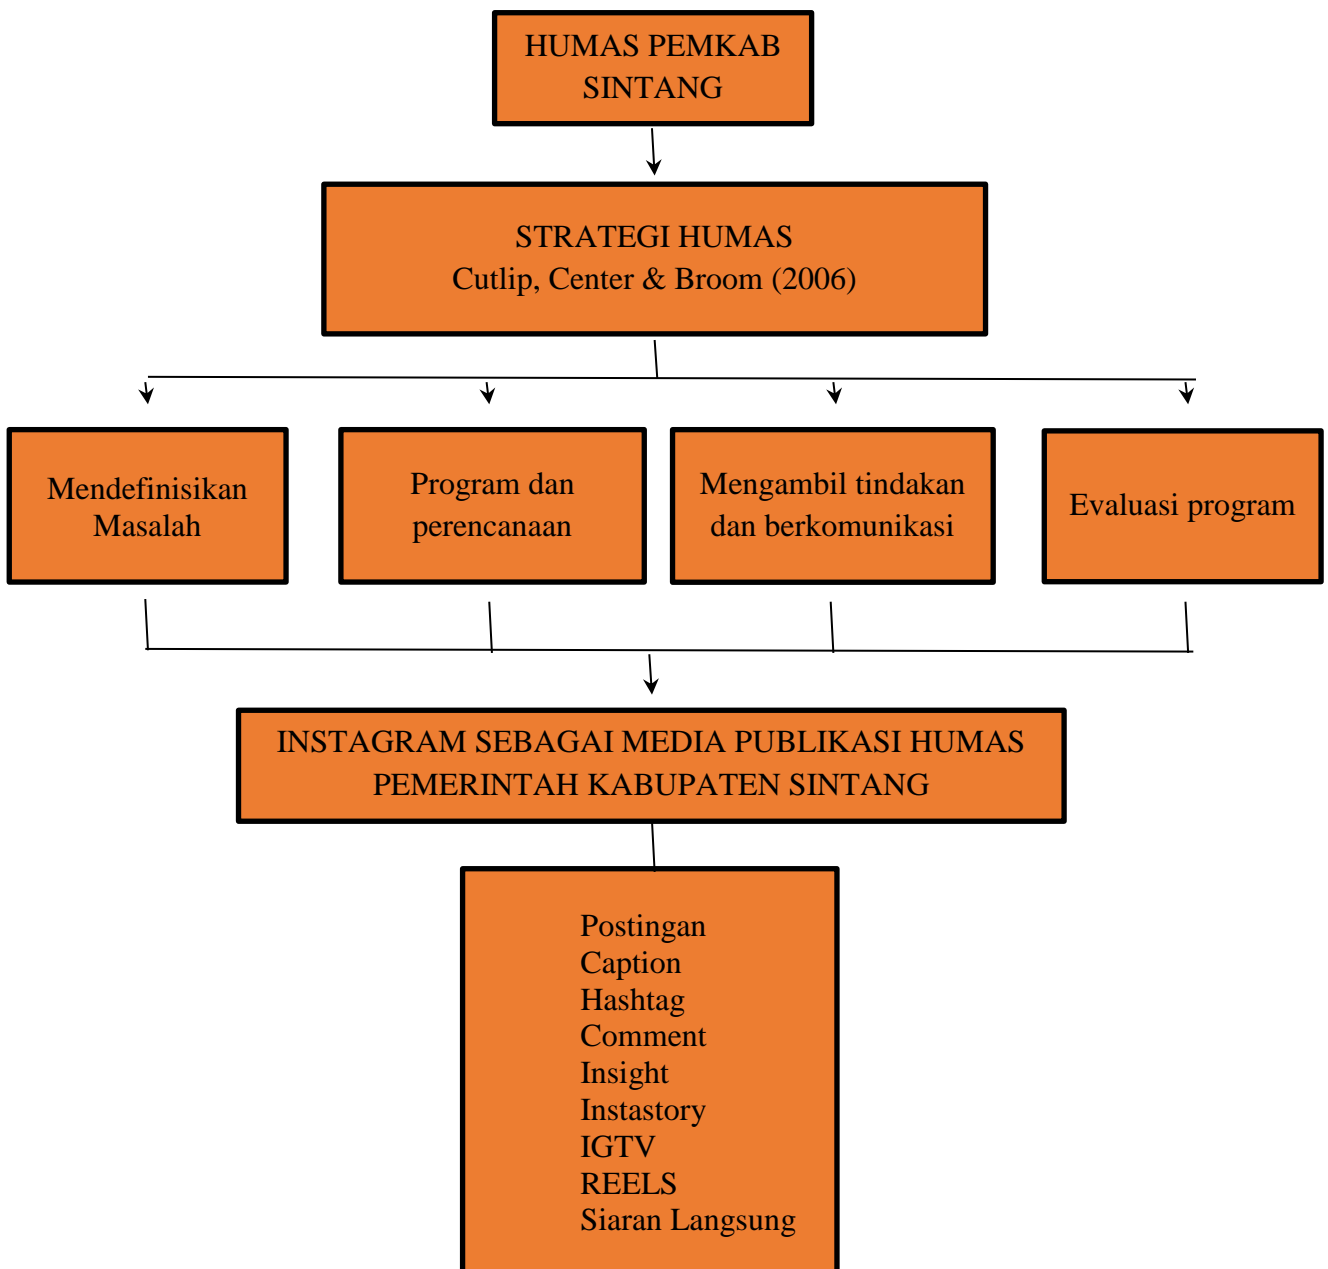 HUMAS PEMKAB
SINTANG
STRATEGI HUMAS
Cutlip, Center & Broom (2006)
Mendefinisikan
Masalah
Program dan
perencanaan
Mengambil tindakan
dan berkomunikasi
Evaluasi program
INSTAGRAM SEBAGAI MEDIA PUBLIKASI HUMAS
PEMERINTAH KABUPATEN SINTANG
Postingan
Caption
Hashtag
Comment
Insight
Instastory
IGTV
REELS
Siaran Langsung